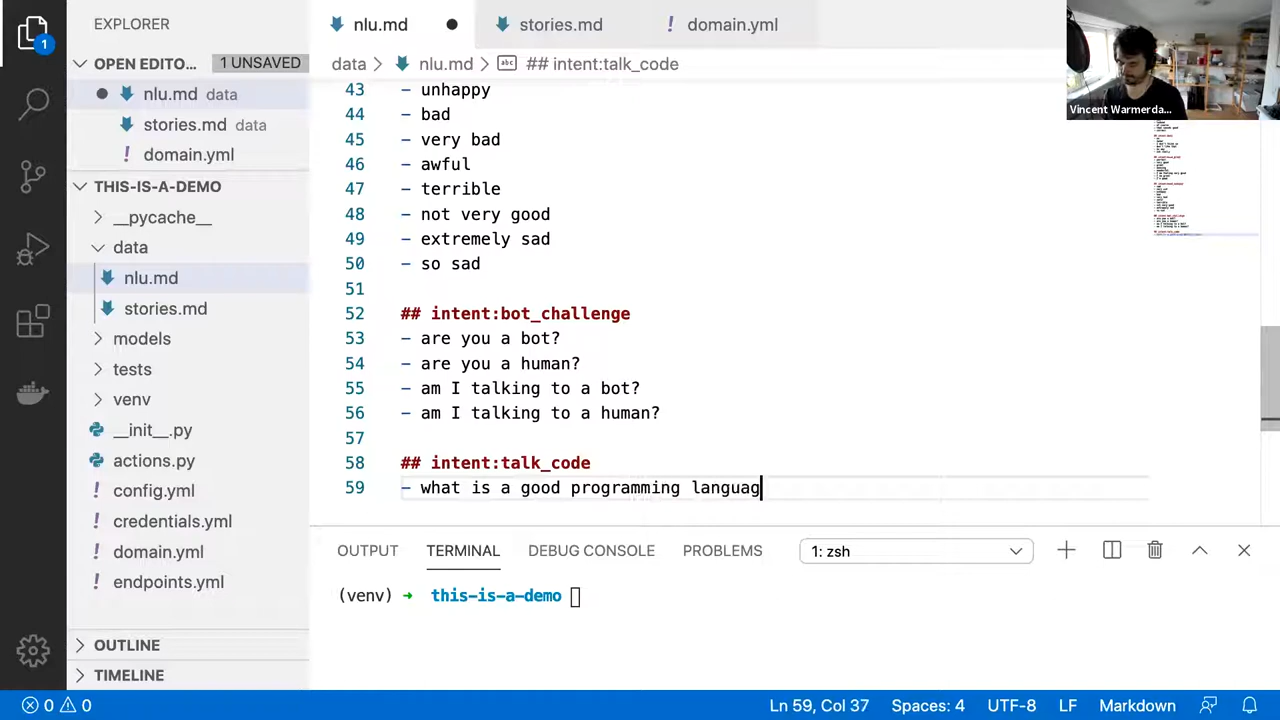 EXPLORER
nlu.md
stories.md
! domain.yml
1
OPEN EDITO... 1 UNSAVED
data > nlu.md > abc ## intent:talk_code
nlu.md data
stories.md data
! domain.yml
THIS-IS-A-DEMO
__pycache__
data
nlu.md
stories.md
models
tests
venv
__init__.py
actions.py
! config.yml
! credentials.yml
! domain.yml
! endpoints.yml
OUTLINE
TIMELINE
43 - unhappy
44 - bad
45 - very bad
46 - awful
47 - terrible
48 - not very good
49 - extremely sad
50 - so sad
51
52 ## intent:bot_challenge
53 - are you a bot?
54 - are you a human?
55 - am I talking to a bot?
56 - am I talking to a human?
57
58 ## intent:talk_code
59 - what is a good programming languag
Vincent Warmerda...
OUTPUT TERMINAL DEBUG CONSOLE PROBLEMS 1: zsh
(venv) → this-is-a-demo
0 0 Ln 59, Col 37 Spaces: 4 UTF-8 LF Markdown